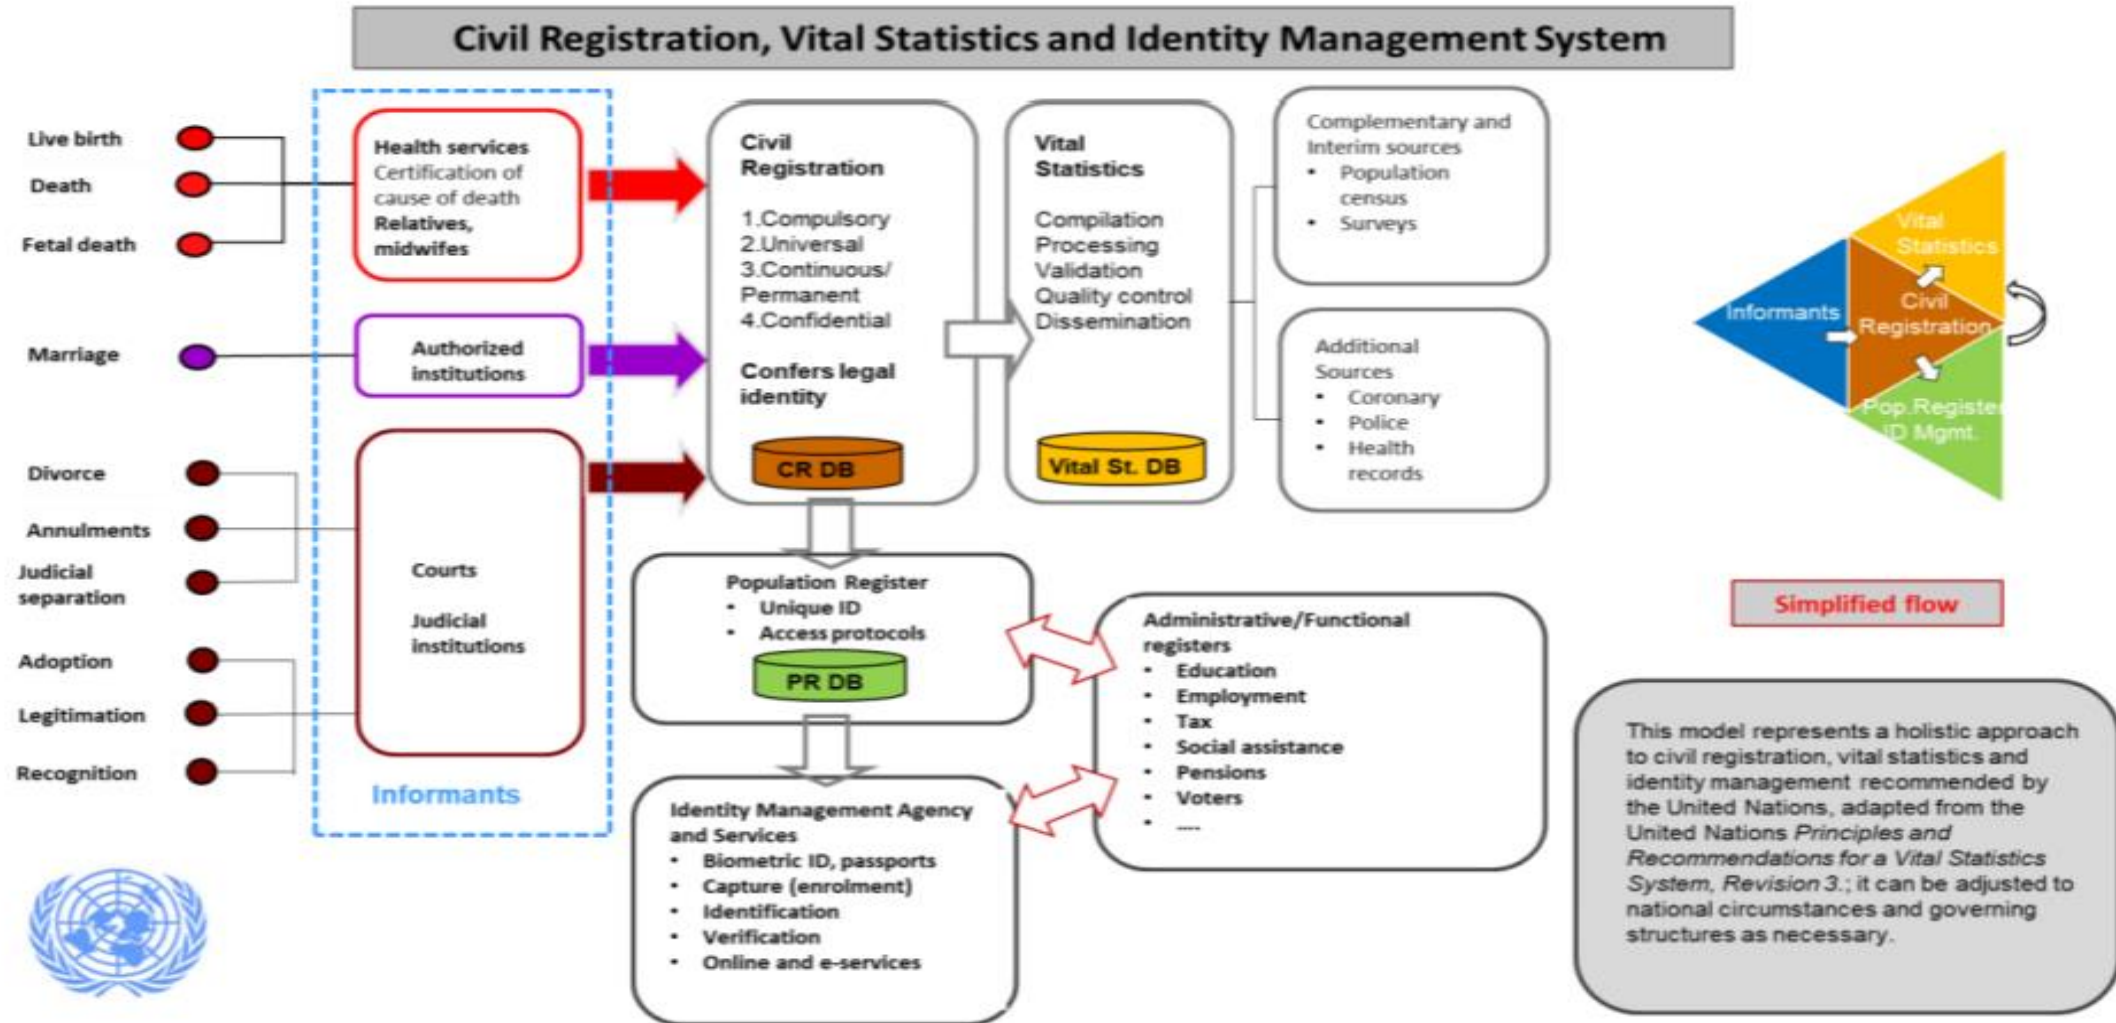 Civil Registration, Vital Statistics and Identity Management System
Live birth
Death
Fetal death
Marriage
Divorce
Annulments
Judicial
separation
Adoption
Legitimation
Recognition
Health services
Certification of
cause of death
Relatives,
midwifes
Authorized
institutions
Courts
Judicial
institutions
Informants
Civil
Registration
1.Compulsory
2.Universal
3.Continuous/
Permanent
4.Confidential
Confers legal
identity
CR DB
Vital
Statistics
Compilation
Processing
Validation
Quality control
Dissemination
Vital St. DB
Complementary and
Interim sources
• Population
census
• Surveys
Additional
Sources
• Coronary
• Police
• Health
records
Population Register
• Unique ID
• Access protocols
PR DB
Identity Management Agency
and Services
• Biometric ID, passports
• Capture (enrolment)
• Identification
• Verification
• Online and e-services
Administrative/Functional
registers
• Education
• Employment
• Tax
• Social assistance
• Pensions
• Voters
• ....
Vital
Statistics
Informants
Civil
Registration
Pop.Register
ID Mgmt.
Simplified flow
This model represents a holistic approach
to civil registration, vital statistics and
identity management recommended by
the United Nations, adapted from the
United Nations Principles and
Recommendations for a Vital Statistics
System, Revision 3.; it can be adjusted to
national circumstances and governing
structures as necessary.